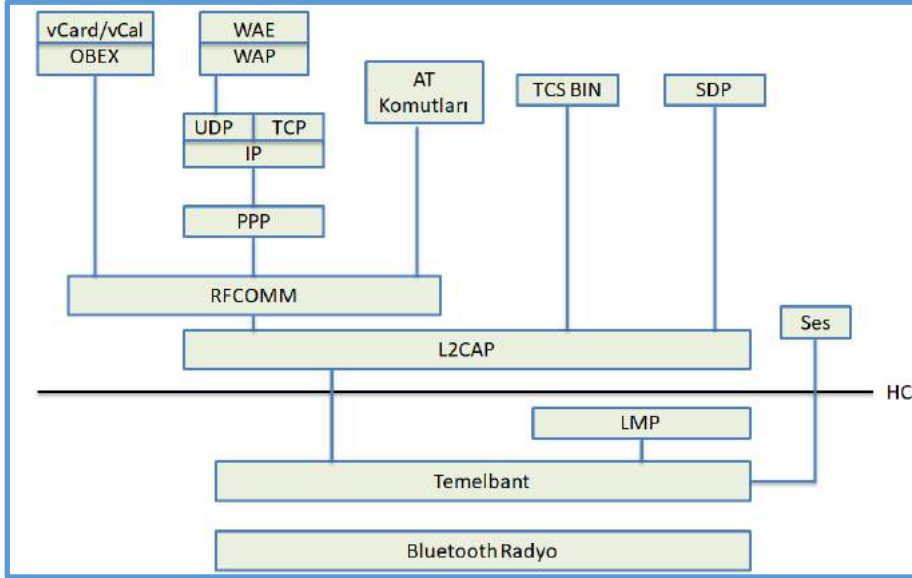 vCard/vCal
OBEX
WAE
WAP
AT
Komutları
TCS BIN
SDP
UDP
TCP
IP
PPP
RFCOMM
Ses
L2CAP
HC
LMP
Temelbant
Bluetooth Radyo